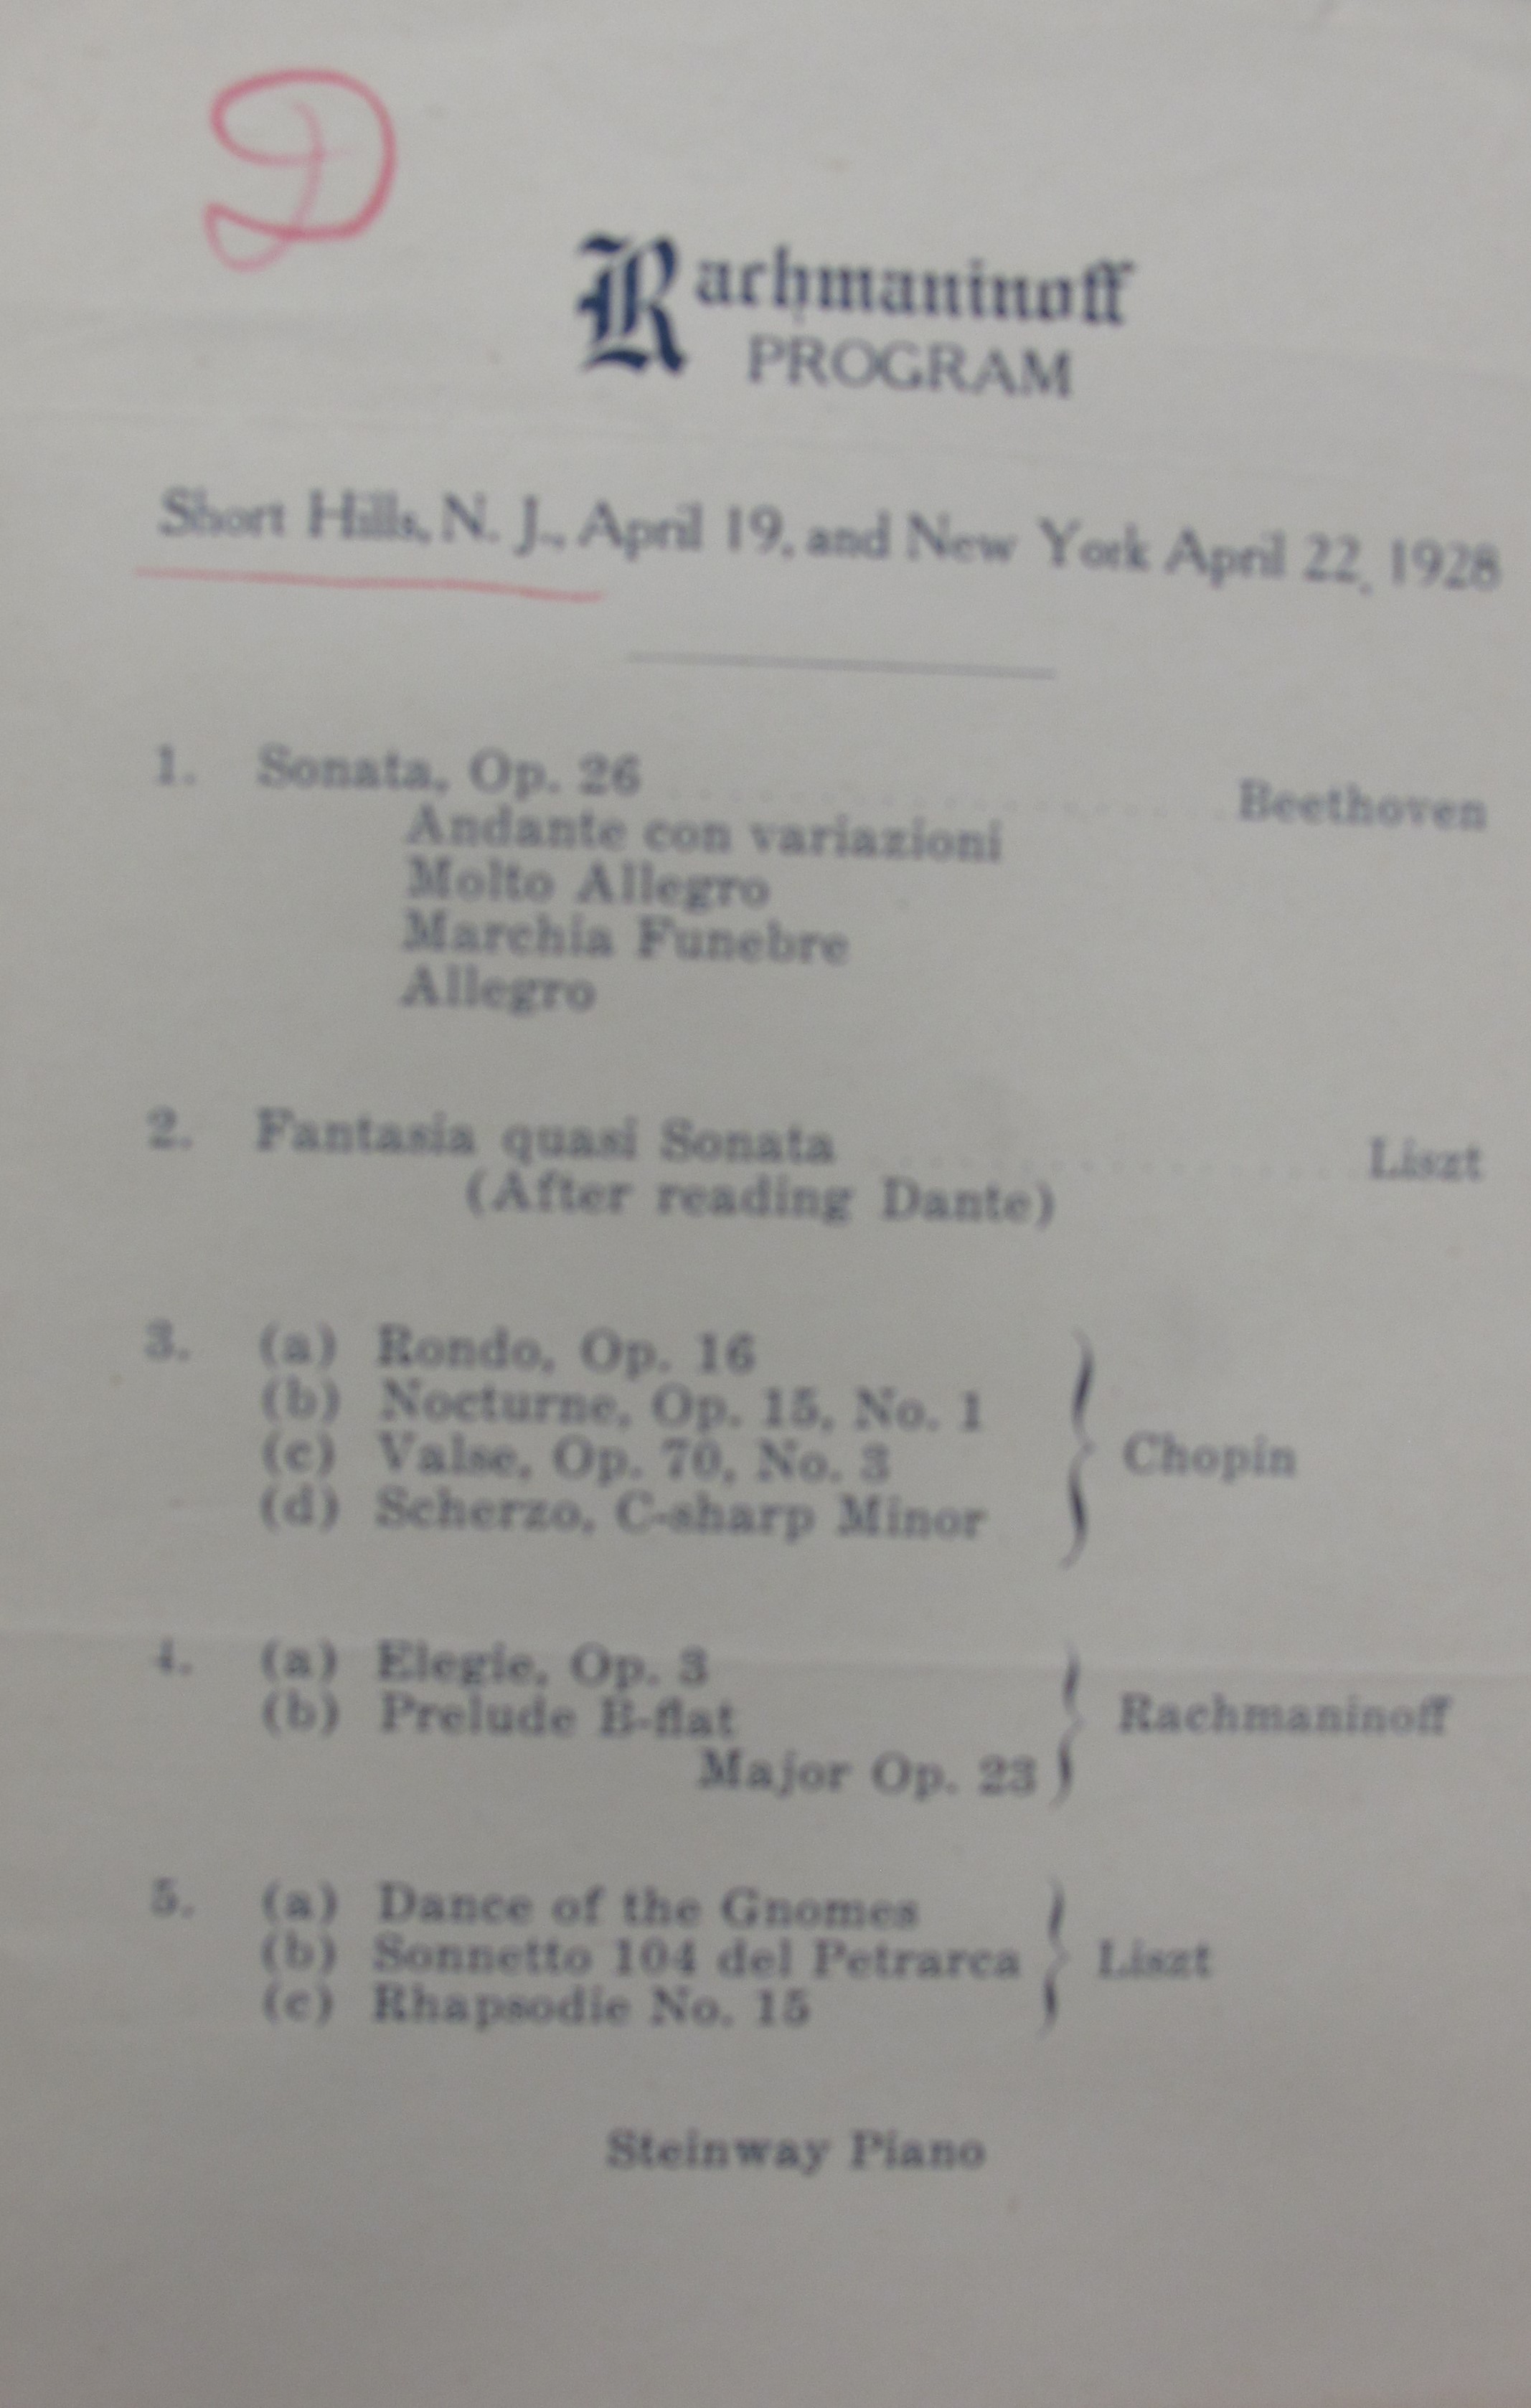 D
Rachmaninoff
PROGRAM
Short Hills, N. J., April 19, and New York April 22, 1928
1. Sonata, Op. 26 . . . . . . . . . . . . . . . . Beethoven
Andante con variazioni
Molto Allegro
Marchia Funebre
Allegro
2. Fantasia quasi Sonata . . . . . . . . . . . . . . Liszt
(After reading Dante)
3. (a) Rondo, Op. 16
(b) Nocturne, Op. 15, No. 1
(c) Valse, Op. 70, No. 3
Chopin
(d) Scherzo, C-sharp Minor
4. (a) Elegie, Op. 3
(b) Prelude B-flat
Rachmaninoff
Major Op. 23
5. (a) Dance of the Gnomes
(b) Sonnetto 104 del Petrarca
Liszt
(c) Rhapsodie No. 15
Steinway Piano